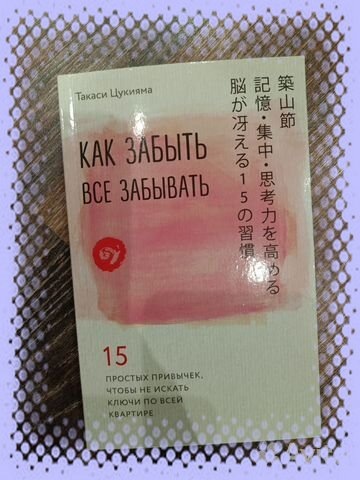 Такаси Цукияма
КАК ЗАБЫТЬ
ВСЕ ЗАБЫВАТЬ
築山節
記憶・集中・思考力を高める
脳が冴える15の習慣
15
ПРОСТЫХ ПРИВЫЧЕК,
ЧТОБЫ НЕ ИСКАТЬ
КЛЮЧИ ПО ВСЕЙ
КВАРТИРЕ